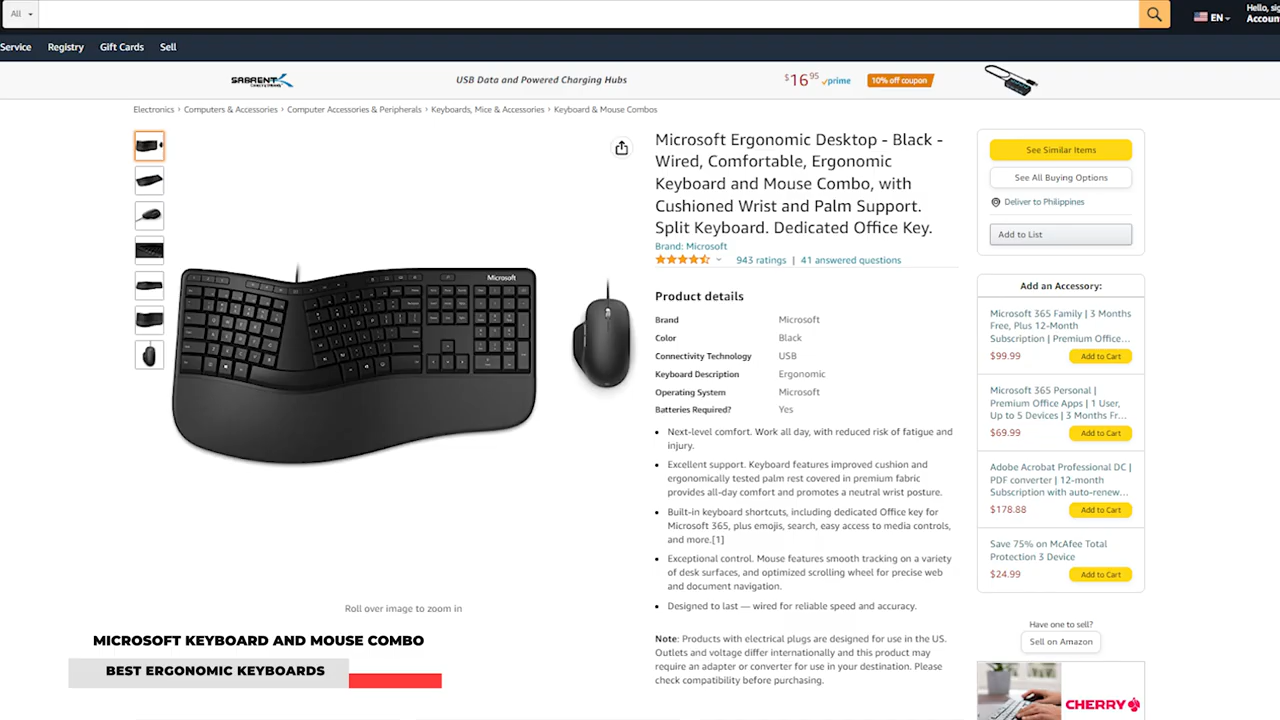 All
EN
Hello, sig
Accoun
Service
Registry
Gift Cards
Sell
SABRENT
USB Data and Powered Charging Hubs
$16.95
prime
10% off coupon
Electronics › Computers & Accessories › Computer Accessories & Peripherals › Keyboards, Mice & Accessories › Keyboard & Mouse Combos
Microsoft Ergonomic Desktop - Black -
Wired, Comfortable, Ergonomic
Keyboard and Mouse Combo, with
Cushioned Wrist and Palm Support.
Split Keyboard. Dedicated Office Key.
Brand: Microsoft
943 ratings | 41 answered questions
Product details
Brand Microsoft
Color Black
Connectivity Technology USB
Keyboard Description Ergonomic
Operating System Microsoft
Batteries Required? Yes
• Next-level comfort. Work all day, with reduced risk of fatigue and
injury.
• Excellent support. Keyboard features improved cushion and
ergonomically tested palm rest covered in premium fabric
provides all-day comfort and promotes a neutral wrist posture.
• Built-in keyboard shortcuts, including dedicated Office key for
Microsoft 365, plus emojis, search, easy access to media controls,
and more.[1]
• Exceptional control. Mouse features smooth tracking on a variety
of desk surfaces, and optimized scrolling wheel for precise web
and document navigation.
• Designed to last — wired for reliable speed and accuracy.
Note: Products with electrical plugs are designed for use in the US.
Outlets and voltage differ internationally and this product may
require an adapter or converter for use in your destination. Please
check compatibility before purchasing.
See Similar Items
See All Buying Options
Deliver to Philippines
Add to List
Add an Accessory:
Microsoft 365 Family | 3 Months
Free, Plus 12-Month
Subscription | Premium Office...
$99.99
Add to Cart
Microsoft 365 Personal |
Premium Office Apps | 1 User,
Up to 5 Devices | 3 Months Fr...
$69.99
Add to Cart
Adobe Acrobat Professional DC |
PDF converter | 12-month
Subscription with auto-renew...
$178.88
Add to Cart
Save 75% on McAfee Total
Protection 3 Device
$24.99
Add to Cart
Have one to sell?
Sell on Amazon
CHERRY
Microsoft
Roll over image to zoom in
MICROSOFT KEYBOARD AND MOUSE COMBO
BEST ERGONOMIC KEYBOARDS